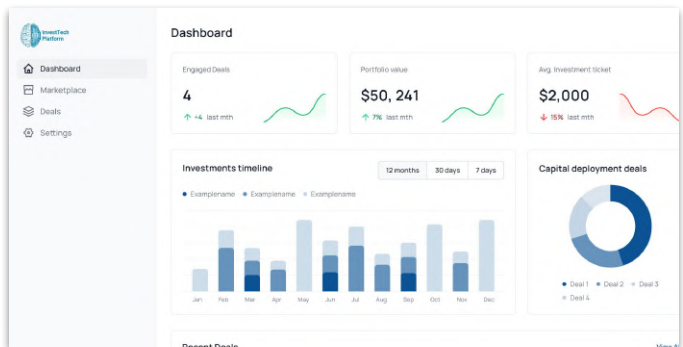 InvestTech
Platform
Dashboard
Marketplace
Deals
Settings
Dashboard
Engaged Deals
4
+4 last mth
Portfolio value
$50, 241
7% last mth
Avg. Investment ticket
$2,000
15% last mth
Investments timeline
12 months 30 days 7 days
Examplename Examplename Examplename
Jan Feb Mar Apr May Jun Jul Aug Sep Oct Nov Dec
Capital deployment deals
Deal 1 Deal 2 Deal 3
Deal 4
Recent Deals
View